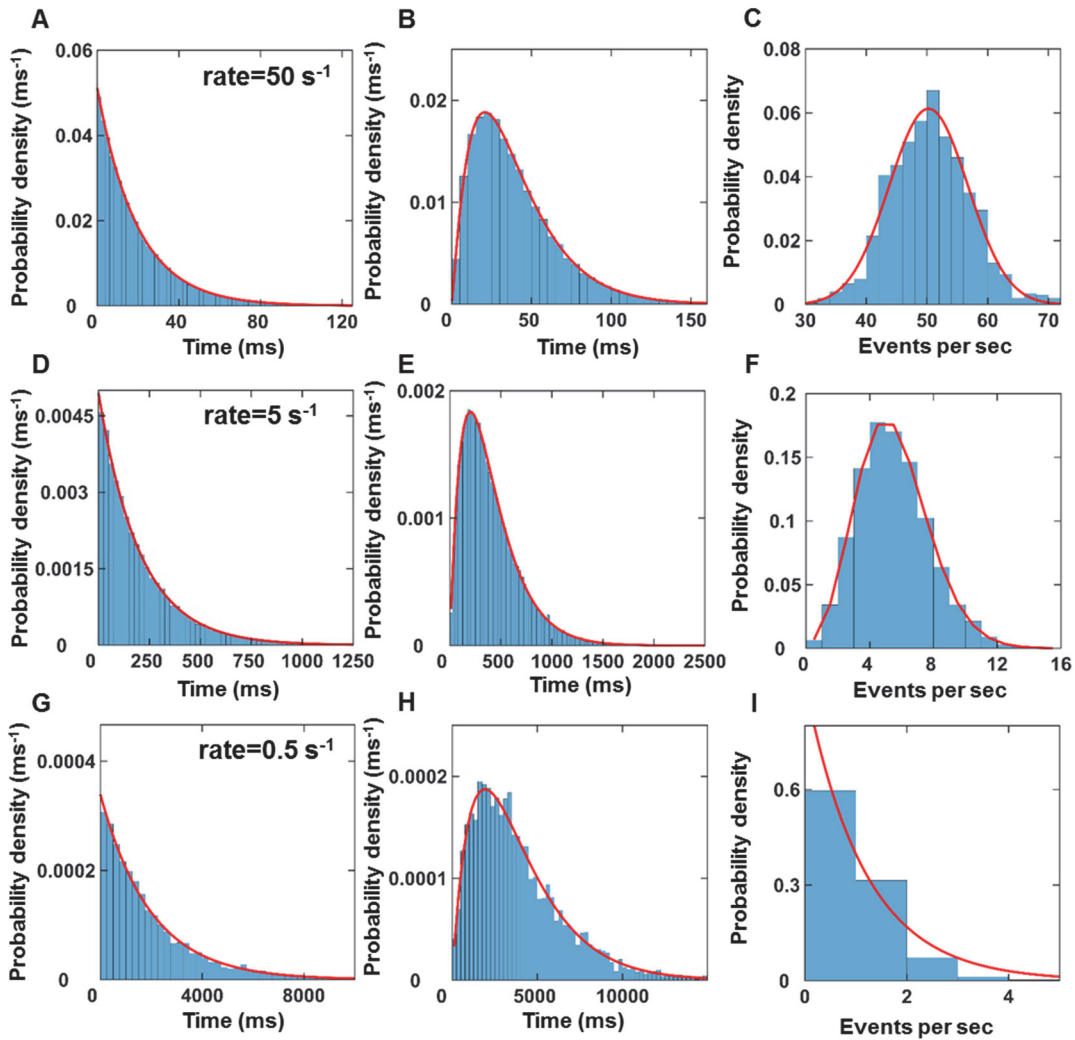 A
Probability density (ms-1)
0.06
0.04
0.02
0
rate=50 s-1
0 40 80 120
Time (ms)
B
Probability density (ms-1)
0.02
0.01
0
0 50 100 150
Time (ms)
C
Probability density
0.08
0.06
0.04
0.02
0
30 40 50 60 70
Events per sec
D
Probability density (ms-1)
0.0045
0.003
0.0015
0
rate=5 s-1
0 250 500 750 1000 1250
Time (ms)
E
Probability density (ms-1)
0.002
0.001
0
500 1000 1500 2000 2500
Time (ms)
F
Probability density
0.2
0.15
0.1
0.05
0
0 4 8 12 16
Events per sec
G
Probability density (ms-1)
0.0004
0.0002
0
rate=0.5 s-1
0 4000 8000
Time (ms)
H
Probability density (ms-1)
0.0002
0.0001
0
0 5000 10000
Time (ms)
I
Probability density
0.6
0.3
0
0 2 4
Events per sec